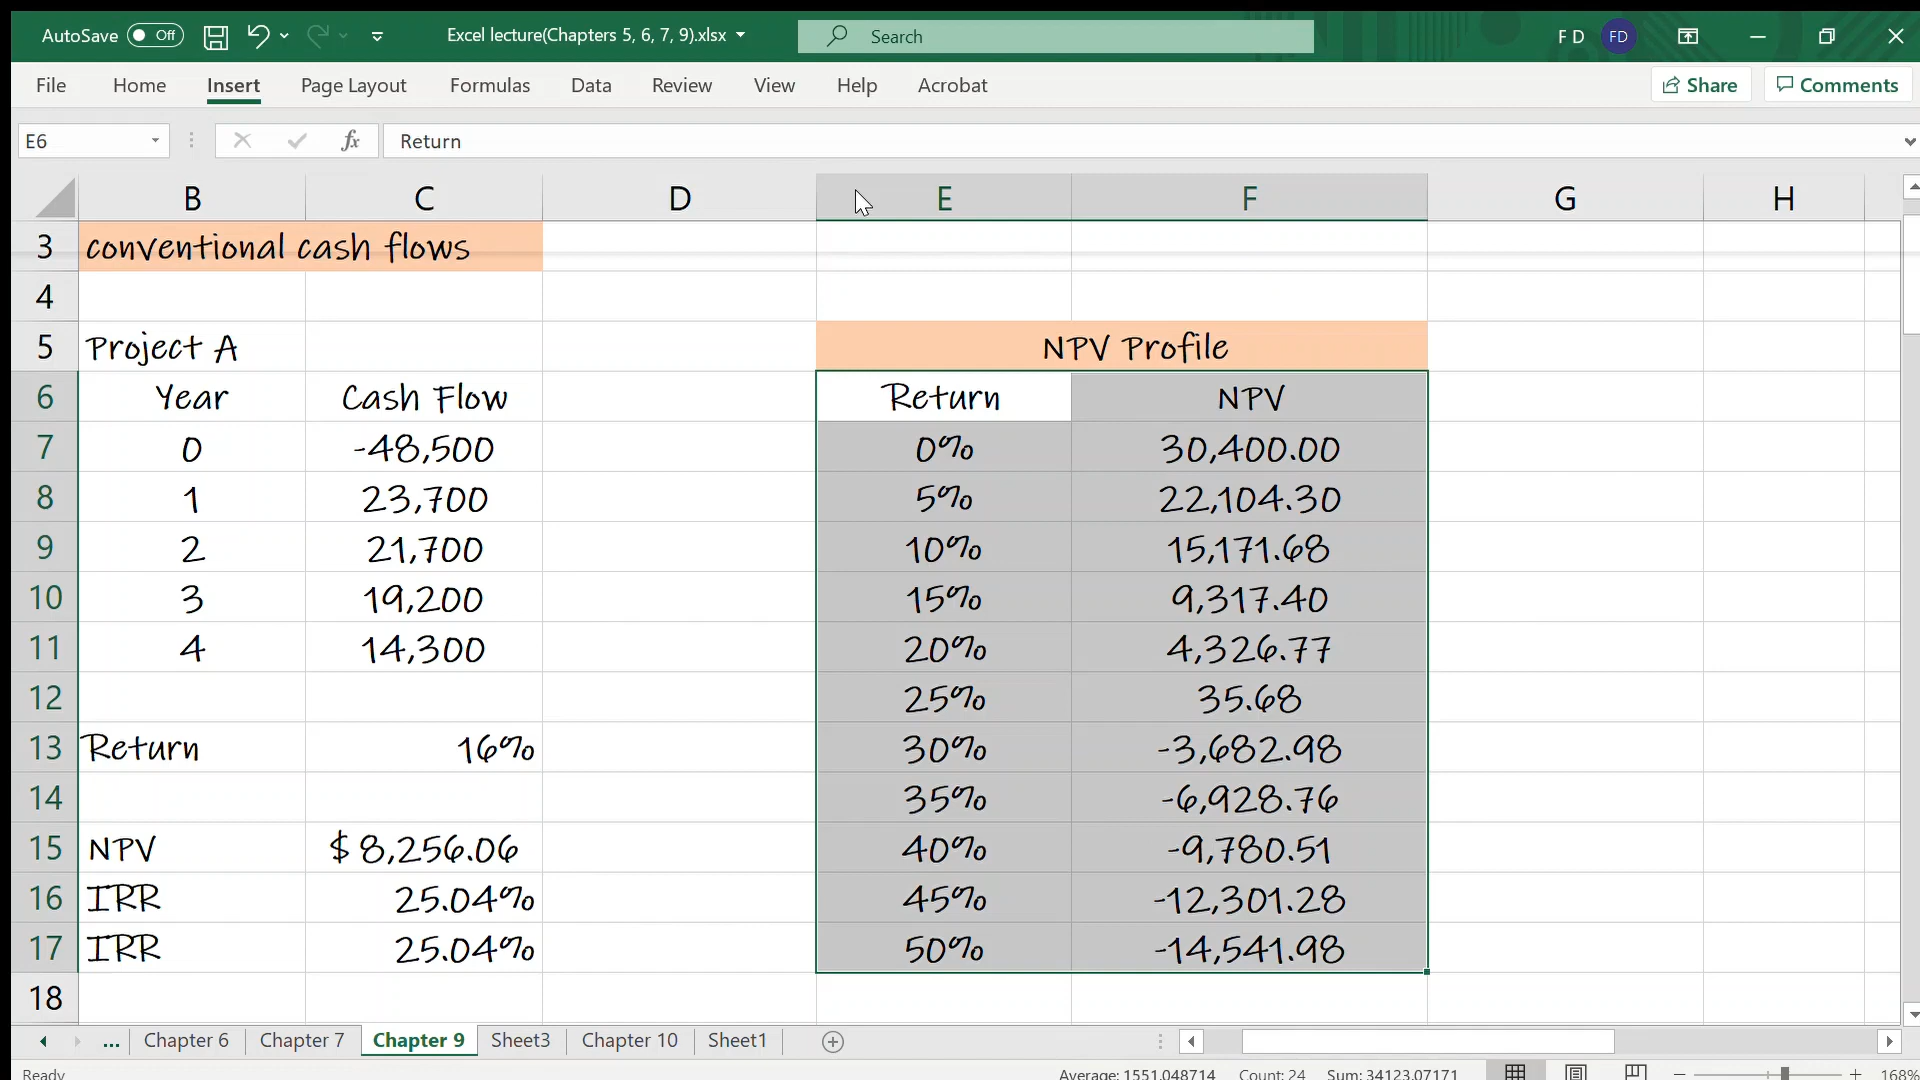 AutoSave Off Excel lecture(Chapters 5, 6, 7, 9).xlsx Search F D FD
File Home Insert Page Layout Formulas Data Review View Help Acrobat Share Comments
E6 fx Return
B C D E F G H
3 conventional cash flows
4
5 Project A NPV Profile
6 Year Cash Flow Return NPV
7 0 -48,500 0% 30,400.00
8 1 23,700 5% 22,104.30
9 2 21,700 10% 15,171.68
10 3 19,200 15% 9,317.40
11 4 14,300 20% 4,326.77
12 25% 35.68
13 Return 16% 30% -3,682.98
14 35% -6,928.76
15 NPV $ 8,256.06 40% -9,780.51
16 IRR 25.04% 45% -12,301.28
17 IRR 25.04% 50% -14,541.98
18
... Chapter 6 Chapter 7 Chapter 9 Sheet3 Chapter 10 Sheet1
Ready Average: 1551.048714 Count: 24 Sum: 34123.07171 168%